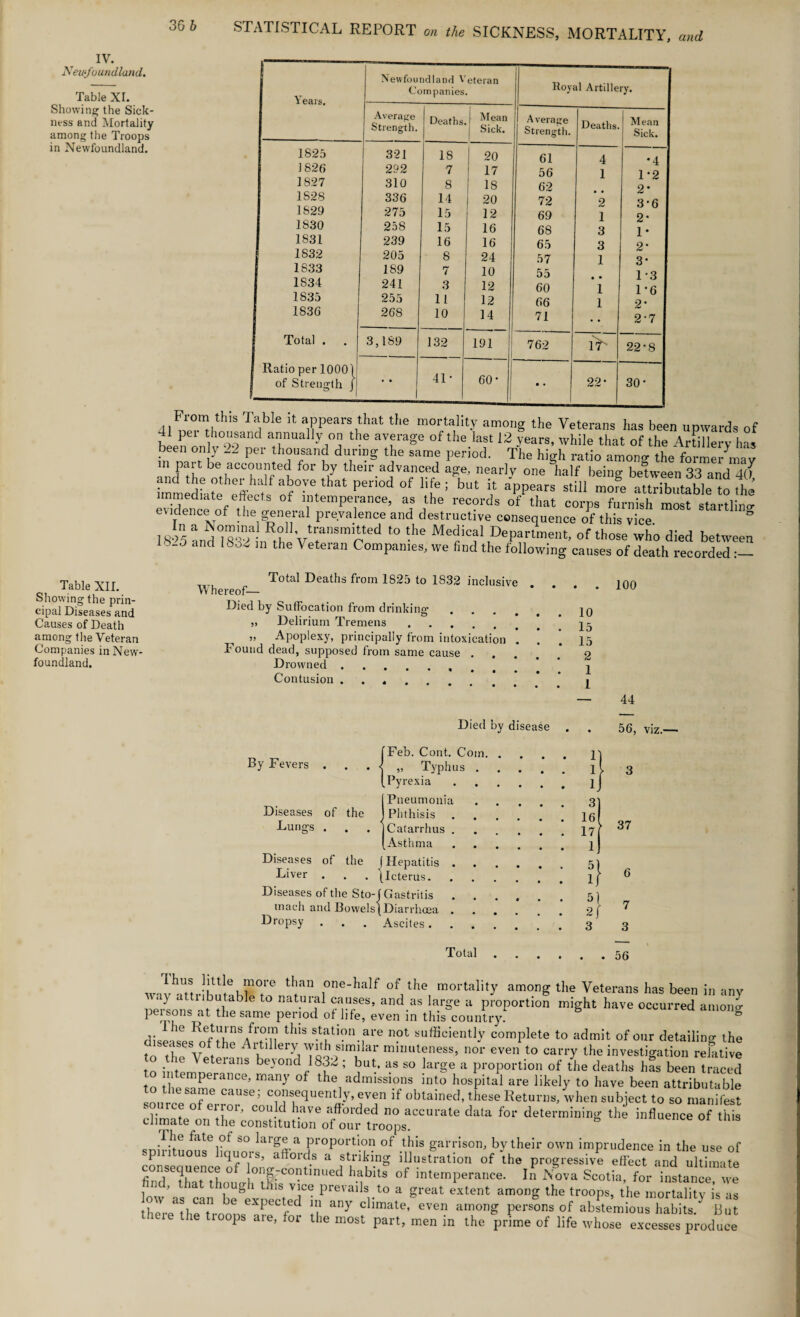 36 b STATISTICAL REPORT on the SICKNESS, MORTALITY, and
IV.
Newfoundland.
Table XI.
Showing the Sick-
ness and Mortality
among the Troops
in Newfoundland.
Years. | Newfoundland Veteran Companies. | Royal Artillery.
Average Strength. | Deaths. | Mean Sick. | Average Strength. | Deaths. | Mean Sick.
1825 | 321 | 18 | 20 | 61 | 4 | ·4
1826 | 292 | 7 | 17 | 56 | 1 | 1·2
1827 | 310 | 8 | 18 | 62 | .. | 2·
1828 | 336 | 14 | 20 | 72 | 2 | 3·6
1829 | 275 | 15 | 12 | 69 | 1 | 2·
1830 | 258 | 15 | 16 | 68 | 3 | 1·
1831 | 239 | 16 | 16 | 65 | 3 | 2·
1832 | 205 | 8 | 24 | 57 | 1 | 3·
1833 | 189 | 7 | 10 | 55 | .. | 1·3
1834 | 241 | 3 | 12 | 60 | 1 | 1·6
1835 | 255 | 11 | 12 | 66 | 1 | 2·
1836 | 268 | 10 | 14 | 71 | .. | 2·7
Total . . | 3,189 | 132 | 191 | 762 | 17 | 22·8
Ratio per 1000 of Strength | .. | 41· | 60· | .. | 22· | 30·
From this Table it appears that the mortality among the Veterans has been upwards of
41 per thousand annually on the average of the last 12 years, while that of the Artillery has
been only 22 per thousand during the same period. The high ratio among the former may
in part be accounted for by their advanced age, nearly one half being between 33 and 40,
and the other half above that period of life; but it appears still more attributable to the
immediate effects of intemperance, as the records of that corps furnish most startling
evidence of the general prevalence and destructive consequence of this vice.
In a Nominal Roll, transmitted to the Medical Department, of those who died between
1825 and 1832 in the Veteran Companies, we find the following causes of death recorded:—
Table XII.
Showing the prin-
cipal Diseases and
Causes of Death
among the Veteran
Companies in New-
foundland.
Total Deaths from 1825 to 1832 inclusive . . . . 100
Whereof—
Died by Suffocation from drinking . . . . . . 10
„ Delirium Tremens . . . . . . . . 15
„ Apoplexy, principally from intoxication . . . 15
Found dead, supposed from same cause . . . . . 2
Drowned . . . . . . . . . . 1
Contusion . . . . . . . . . . 1
— 44
Died by disease . . 56, viz.—
By Fevers . . . { Feb. Cont. Com. . . . . 1 }
„ Typhus . . . . . 1 } 3
Pyrexia . . . . . . 1 }
Diseases of the Lungs . . . { Pneumonia . . . . . 3 }
Phthisis . . . . . . 16 }
Catarrhus . . . . . . 17 } 37
Asthma . . . . . . 1 }
Diseases of the Liver . . . { Hepatitis . . . . . . 5 }
Icterus. . . . . . . 1 } 6
Diseases of the Sto-mach and Bowels { Gastritis . . . . . . 5 }
Diarrhœa . . . . . . 2 } 7
Dropsy . . . Ascites . . . . . . . 3 3
Total . . . . . . 56
Thus little more than one-half of the mortality among the Veterans has been in any
way attributable to natural causes, and as large a proportion might have occurred among
persons at the same period of life, even in this country.
The Returns from this station are not sufficiently complete to admit of our detailing the
diseases of the Artillery with similar minuteness, nor even to carry the investigation relative
to the Veterans beyond 1832; but, as so large a proportion of the deaths has been traced
to intemperance, many of the admissions into hospital are likely to have been attributable
to the same cause; consequently, even if obtained, these Returns, when subject to so manifest
source of error, could have afforded no accurate data for determining the influence of this
climate on the constitution of our troops.
The fate of so large a proportion of this garrison, by their own imprudence in the use of
spirituous liquors, affords a striking illustration of the progressive effect and ultimate
consequence of long-continued habits of intemperance. In Nova Scotia, for instance, we
find, that though this vice prevails to a great extent among the troops, the mortality is as
low as can be expected in any climate, even among persons of abstemious habits. But
there the troops are, for the most part, men in the prime of life whose excesses produce